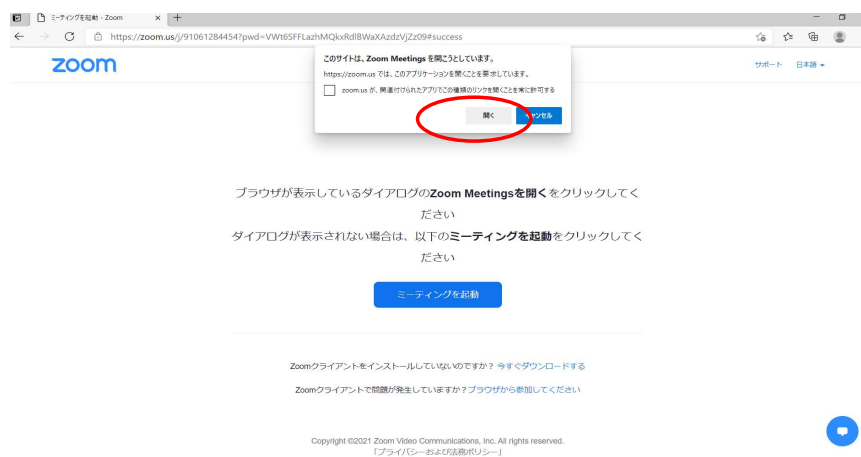 ミーティングを起動 - Zoom
https://zoom.us/j/91061284454?pwd=VWt6SFFLazhMQkxRdlBWaXAzdzVjZz09#success
zoom
サポート 日本語
このサイトは、Zoom Meetings を開こうとしています。
https://zoom.us では、このアプリケーションを開くことを要求しています。
zoom.us が、関連付けられたアプリでこの種類のリンクを開くことを常に許可する
開く キャンセル
ブラウザが表示しているダイアログのZoom Meetingsを開くをクリックしてく
ださい
ダイアログが表示されない場合は、以下のミーティングを起動をクリックしてく
ださい
ミーティングを起動
Zoomクライアントをインストールしていないのですか？ 今すぐダウンロードする
Zoomクライアントで問題が発生していますか？ブラウザから参加してください
Copyright ©2021 Zoom Video Communications, Inc. All rights reserved.
「プライバシーおよび法務ポリシー」